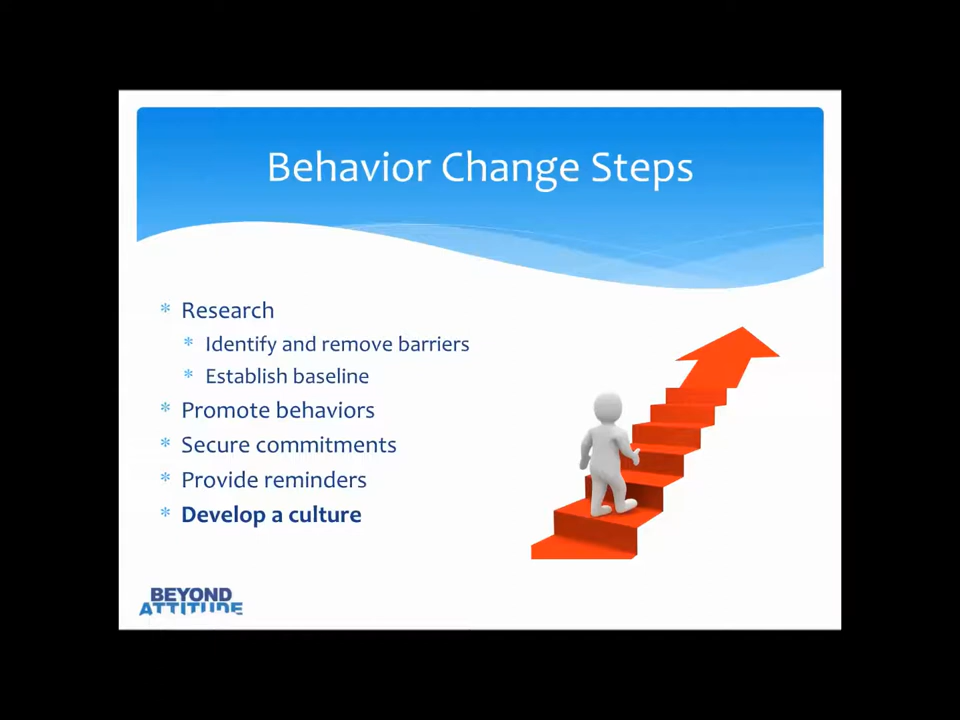 Behavior Change Steps
* Research
* Identify and remove barriers
* Establish baseline
* Promote behaviors
* Secure commitments
* Provide reminders
* Develop a culture
BEYOND
ATTITUDE